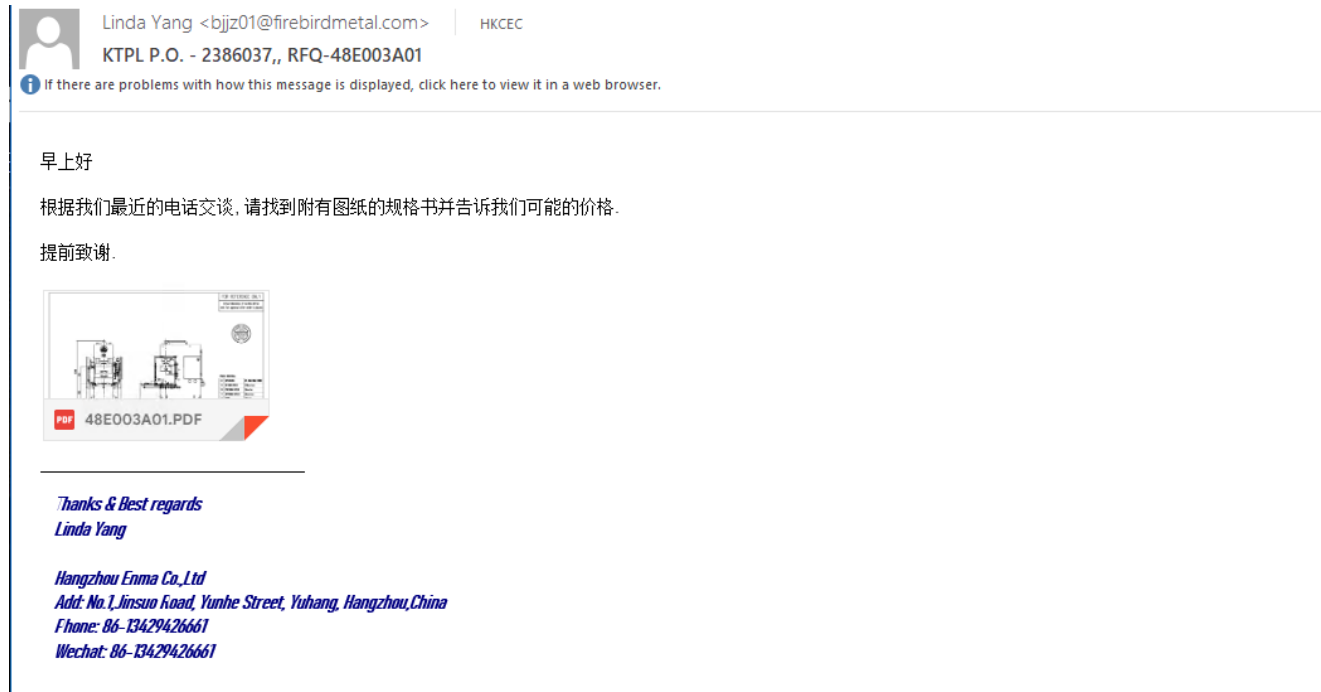 Linda Yang <bjjz01@firebirdmetal.com> HKCEC
KTPL P.O. - 2386037,, RFQ-48E003A01
If there are problems with how this message is displayed, click here to view it in a web browser.
早上好
根据我们最近的电话交谈,请找到附有图纸的规格书并告诉我们可能的价格.
提前致谢.
PDF 48E003A01.PDF
Thanks & Best regards
Linda Yang
Hangzhou Enma Co.,Ltd
Add: No.1,Jinsuo Road, Yunhe Street, Yuhang, Hangzhou,China
Phone: 86-13429426661
Wechat: 86-13429426661